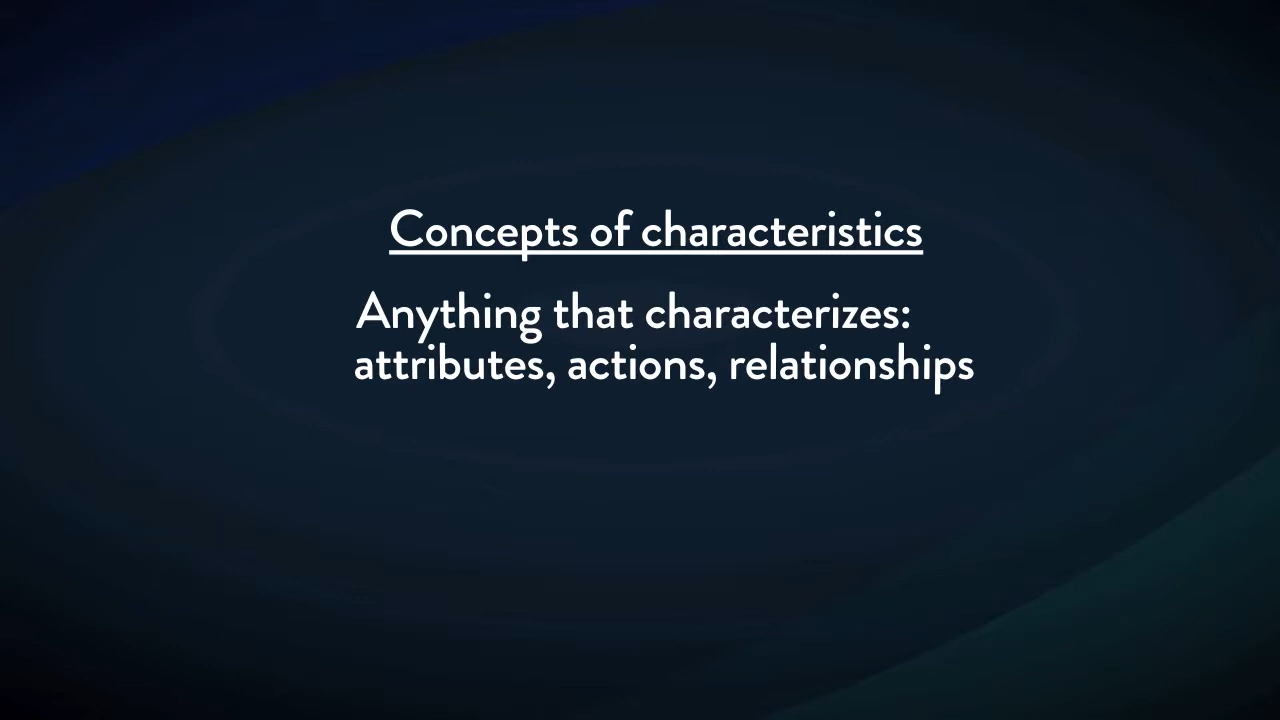 Concepts of characteristics
Anything that characterizes:
attributes, actions, relationships